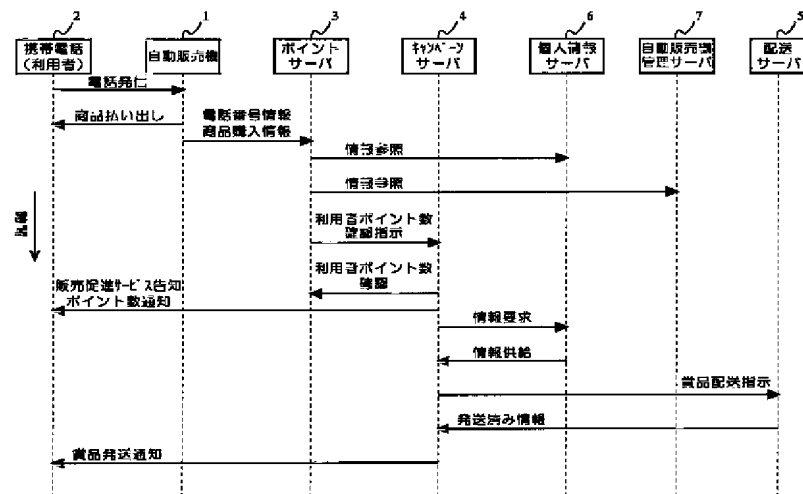 2
1
3
4
6
7
5
携帯電話
(利用者)
自動販売機
ポイント
サーバ
キャンペーン
サーバ
個人情報
サーバ
自動販売機
管理サーバ
配送
サーバ
電話発信
商品払い出し
電話番号情報
商品購入情報
情報参照
情報参照
利用者ポイント数
確認指示
利用者ポイント数
確認
販売促進サービス告知
ポイント数通知
情報要求
情報供給
賞品配送指示
発送済み情報
賞品発送通知